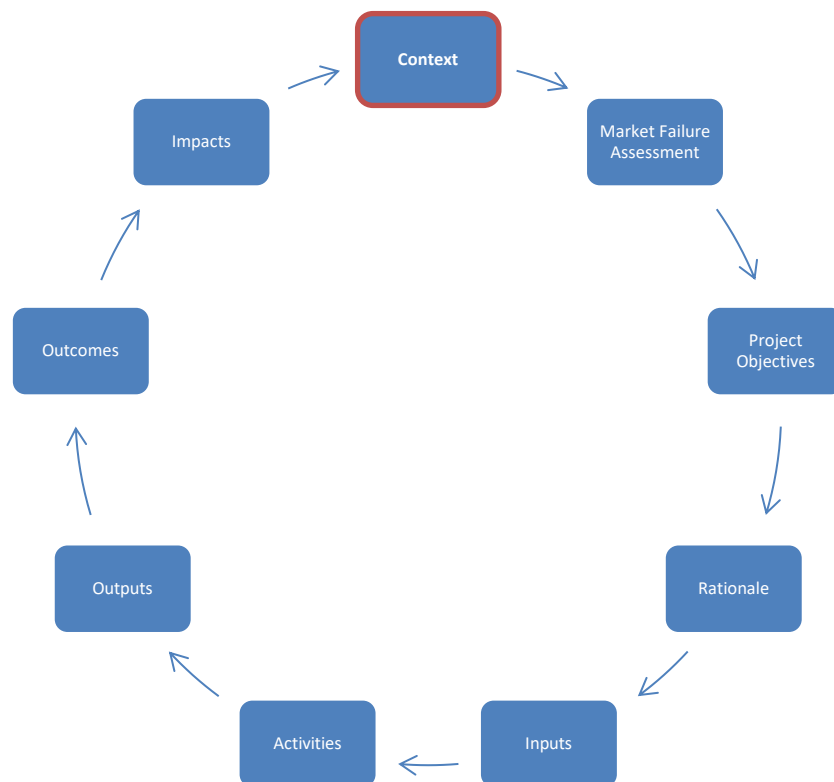 Context
Market Failure
Assessment
Project
Objectives
Rationale
Inputs
Activities
Outputs
Outcomes
Impacts